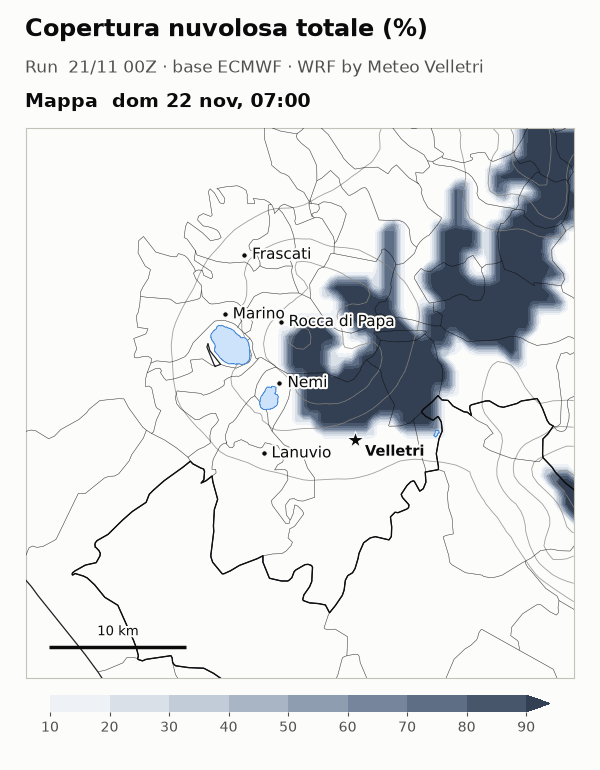 Copertura nuvolosa totale (%)
Run  21/11 00Z · base ECMWF · WRF by Meteo Velletri
Mappa  dom 22 nov, 07:00
Frascati
Marino
Rocca di Papa
Nemi
Velletri
Lanuvio
10 km
10 20 30 40 50 60 70 80 90